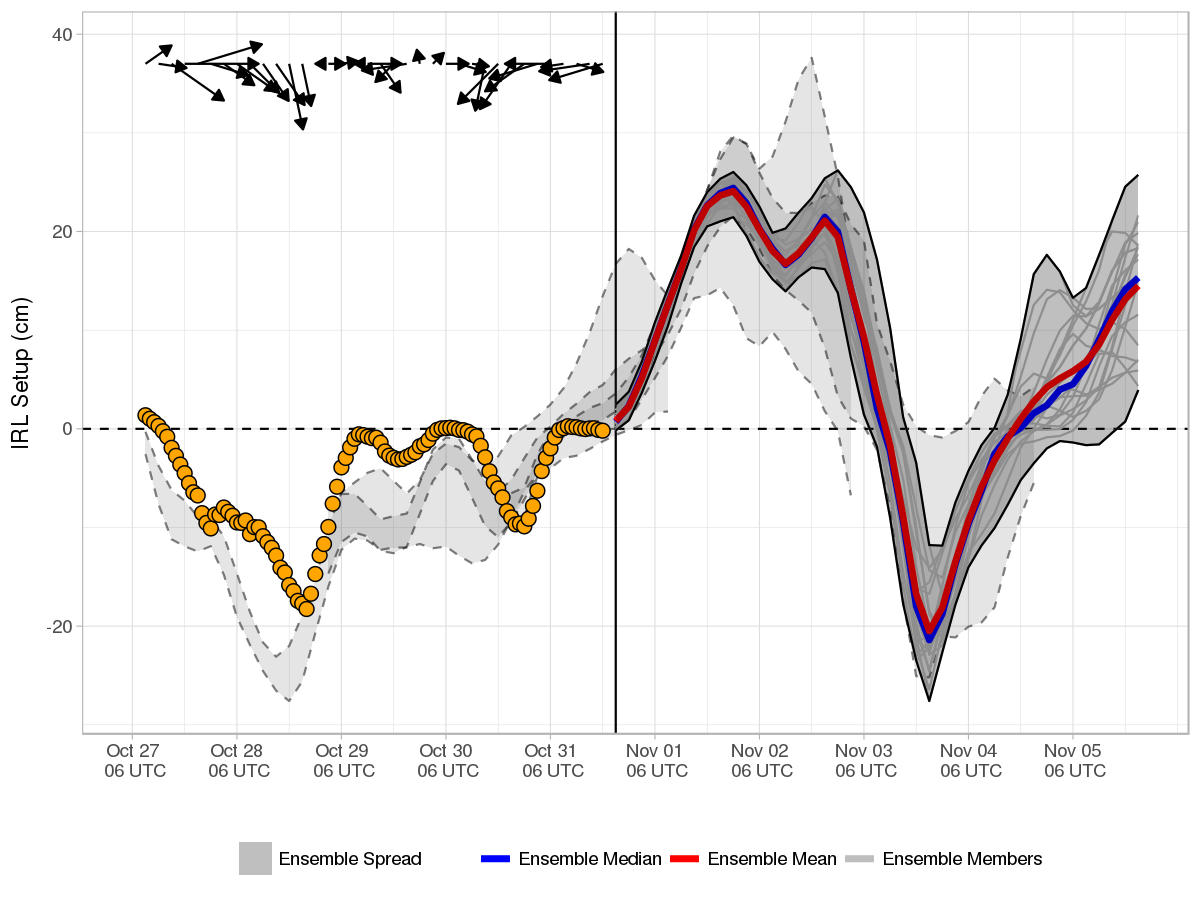 40
20
0
-20
IRL Setup (cm)
Oct 27 Oct 28 Oct 29 Oct 30 Oct 31 Nov 01 Nov 02 Nov 03 Nov 04 Nov 05
06 UTC 06 UTC 06 UTC 06 UTC 06 UTC 06 UTC 06 UTC 06 UTC 06 UTC 06 UTC
Ensemble Spread Ensemble Median Ensemble Mean Ensemble Members